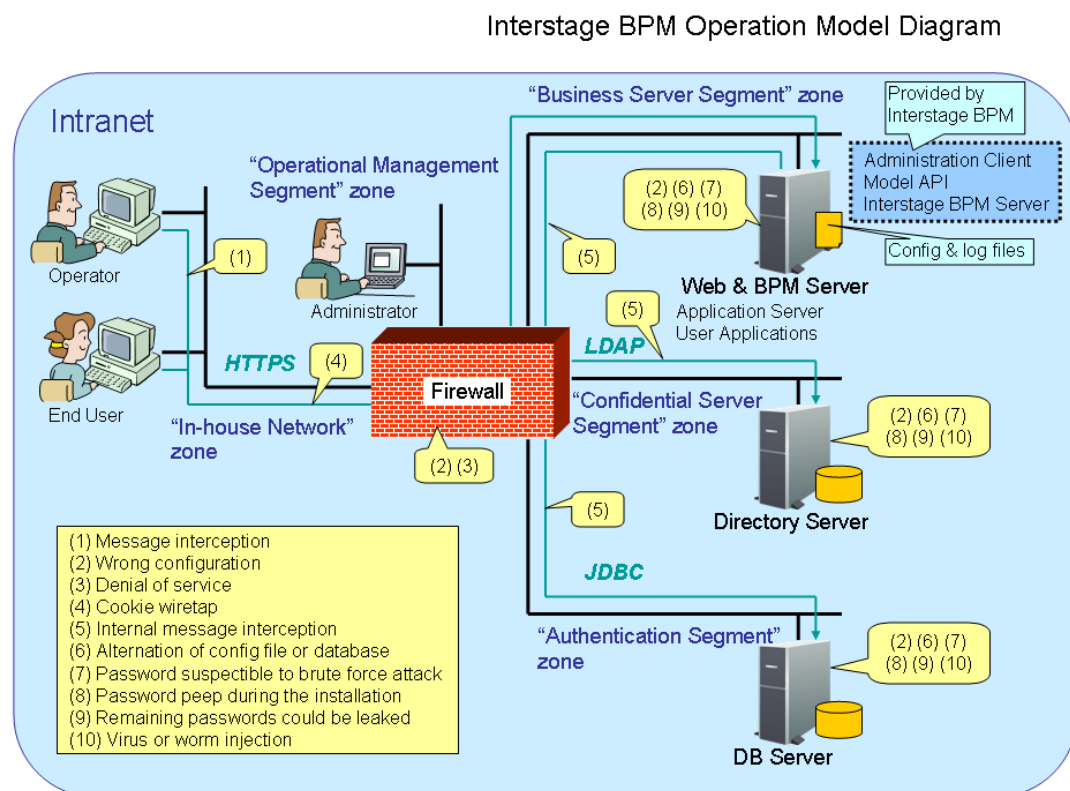 Interstage BPM Operation Model Diagram
Intranet
"Business Server Segment" zone
Provided by
Interstage BPM
"Operational Management
Segment" zone
Administration Client
Model API
Interstage BPM Server
(2) (6) (7)
(8) (9) (10)
Config & log files
Operator
(1)
(5)
Administrator
Web & BPM Server
Application Server
User Applications
(5)
LDAP
HTTPS
(4)
Firewall
End User
"In-house Network"
zone
"Confidential Server
Segment" zone
(2) (6) (7)
(8) (9) (10)
(2) (3)
(5)
Directory Server
(1) Message interception
(2) Wrong configuration
(3) Denial of service
(4) Cookie wiretap
(5) Internal message interception
(6) Alternation of config file or database
(7) Password suspectible to brute force attack
(8) Password peep during the installation
(9) Remaining passwords could be leaked
(10) Virus or worm injection
JDBC
"Authentication Segment"
zone
(2) (6) (7)
(8) (9) (10)
DB Server